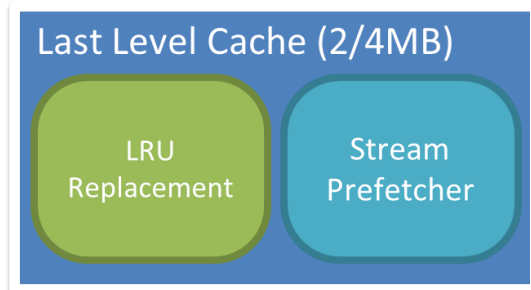 Last Level Cache (2/4MB)
LRU
Replacement
Stream
Prefetcher